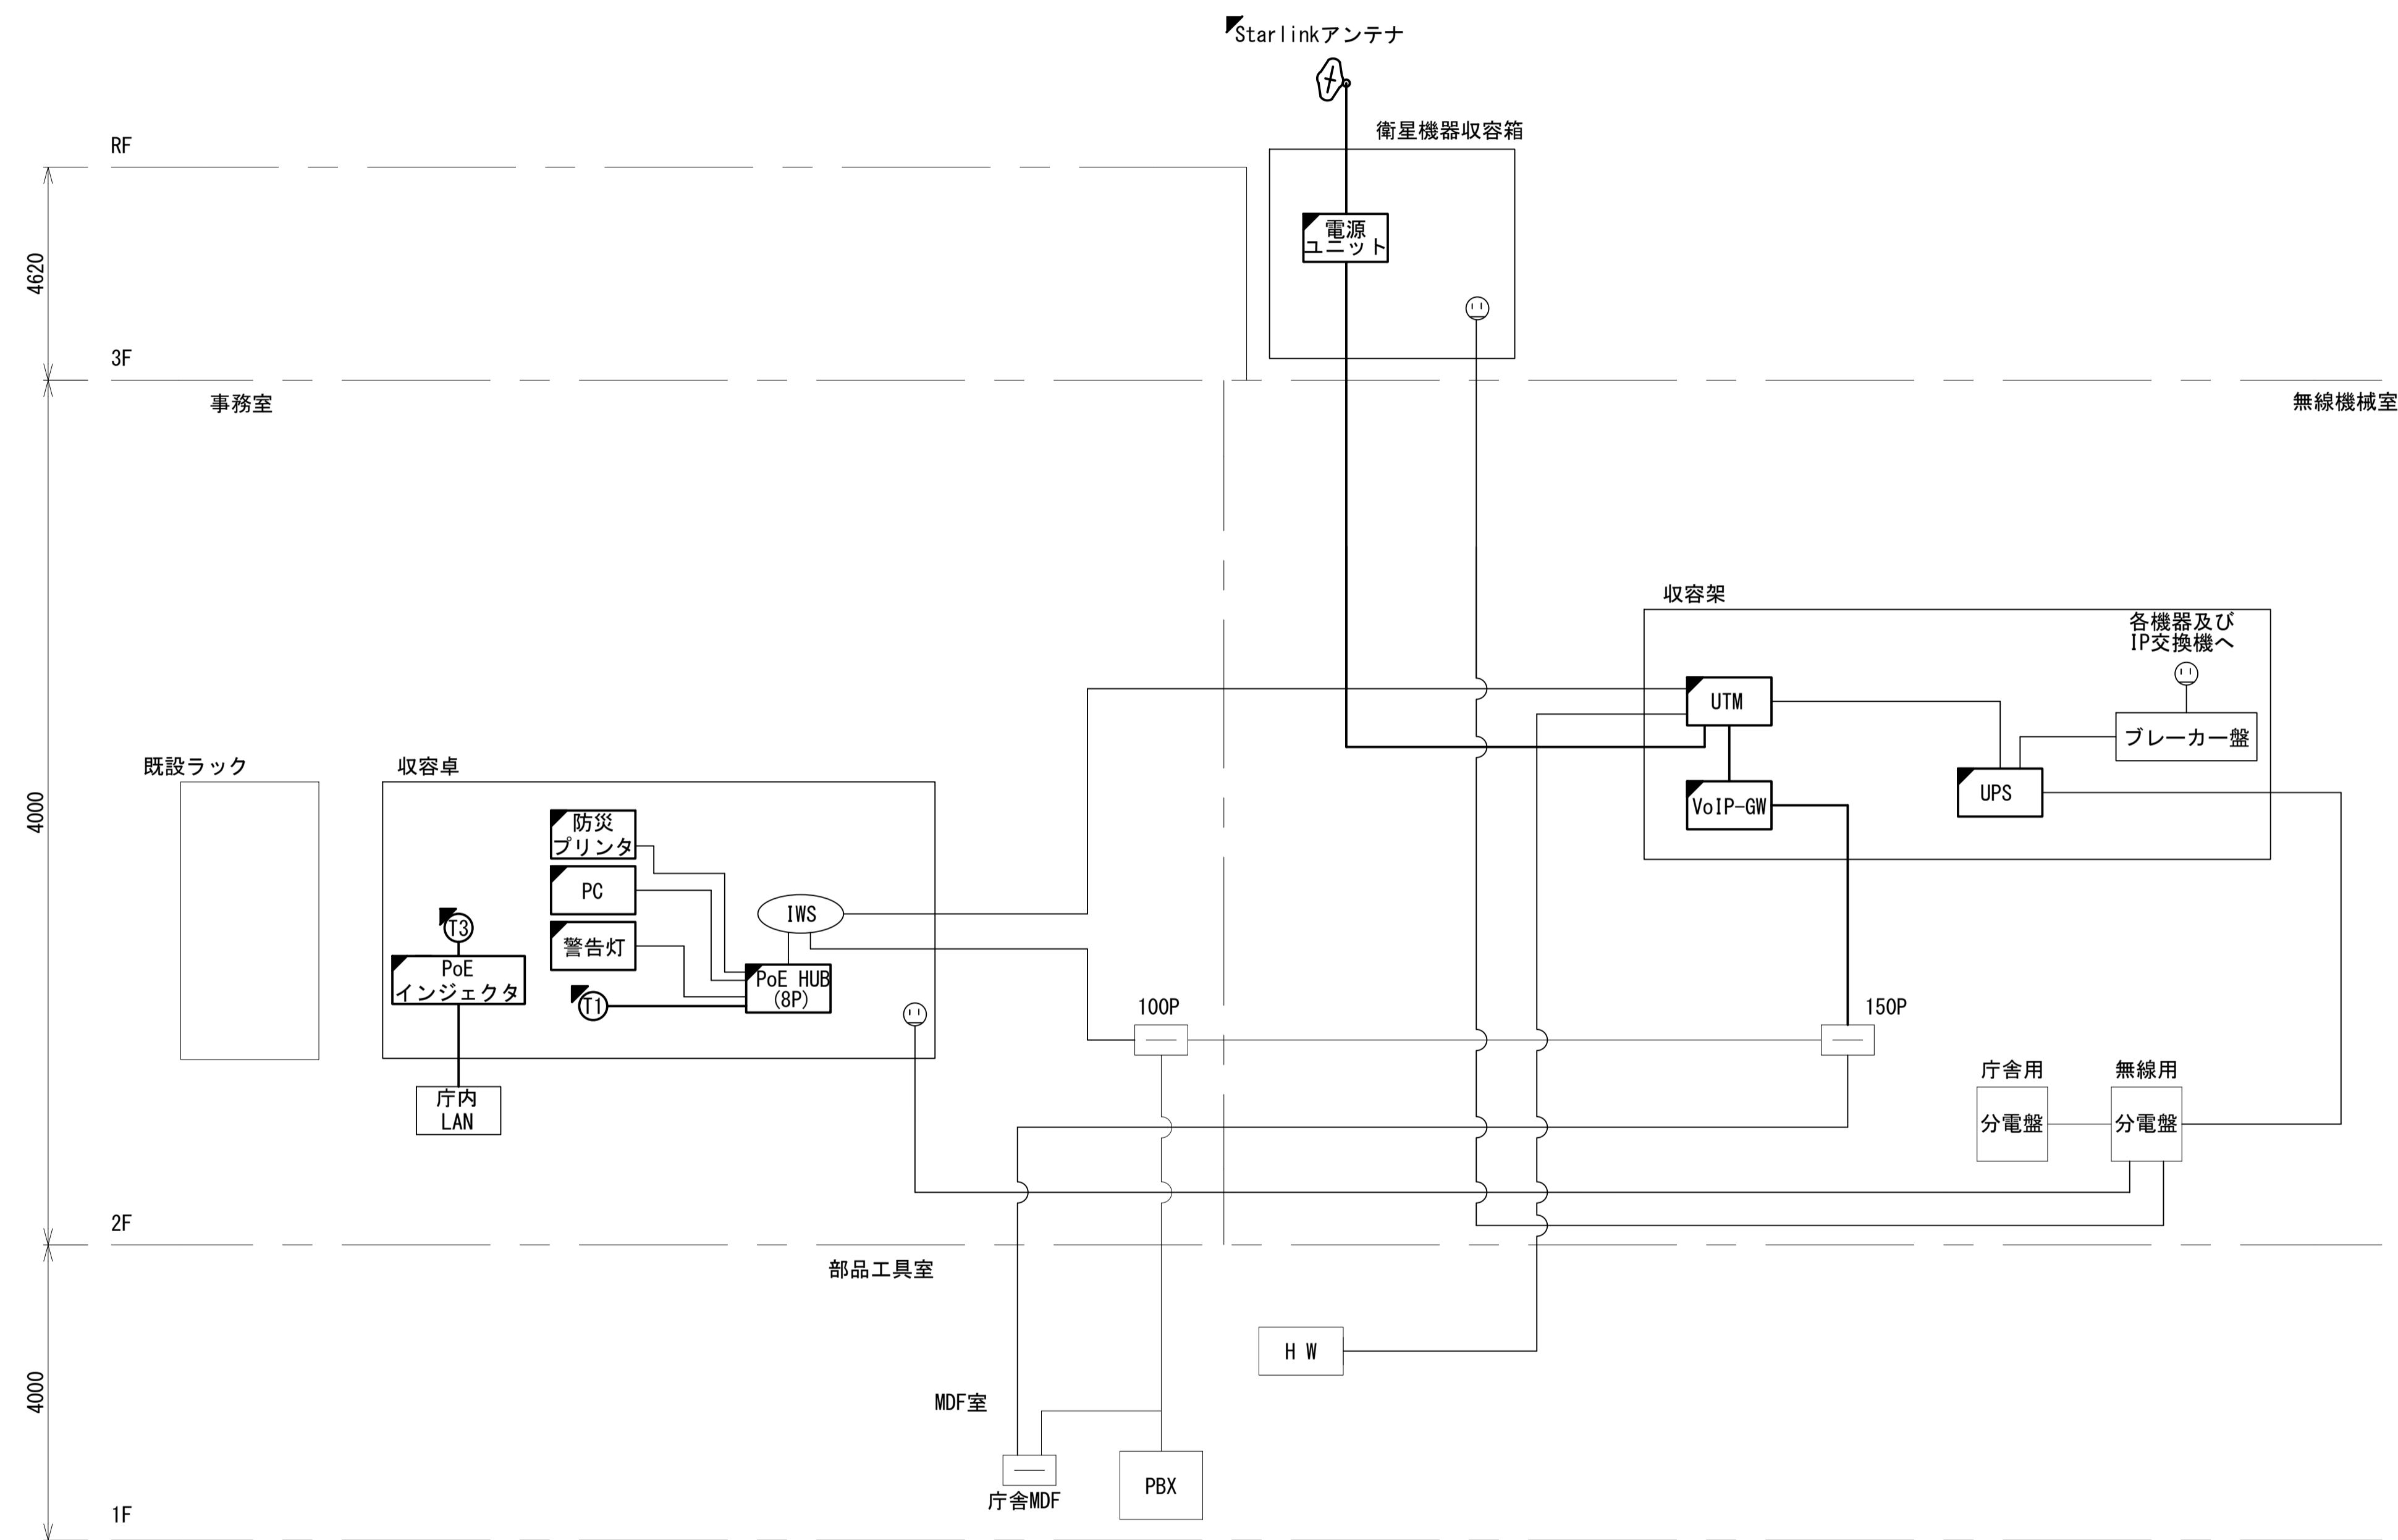 Starlinkアンテナ
RF
衛星機器収容箱
電源
ユニット
4620
3F
事務室
無線機械室
収容架
各機器及び
IP交換機へ
UTM
ブレーカー盤
既設ラック
収容卓
UPS
VoIP-GW
4000
防災
プリンタ
PC
IWS
T3
警告灯
PoE
インジェクタ
PoE HUB
(8P)
T1
100P
150P
庁舎用
無線用
庁内
LAN
分電盤
分電盤
2F
部品工具室
H W
4000
MDF室
PBX
庁舎MDF
1F